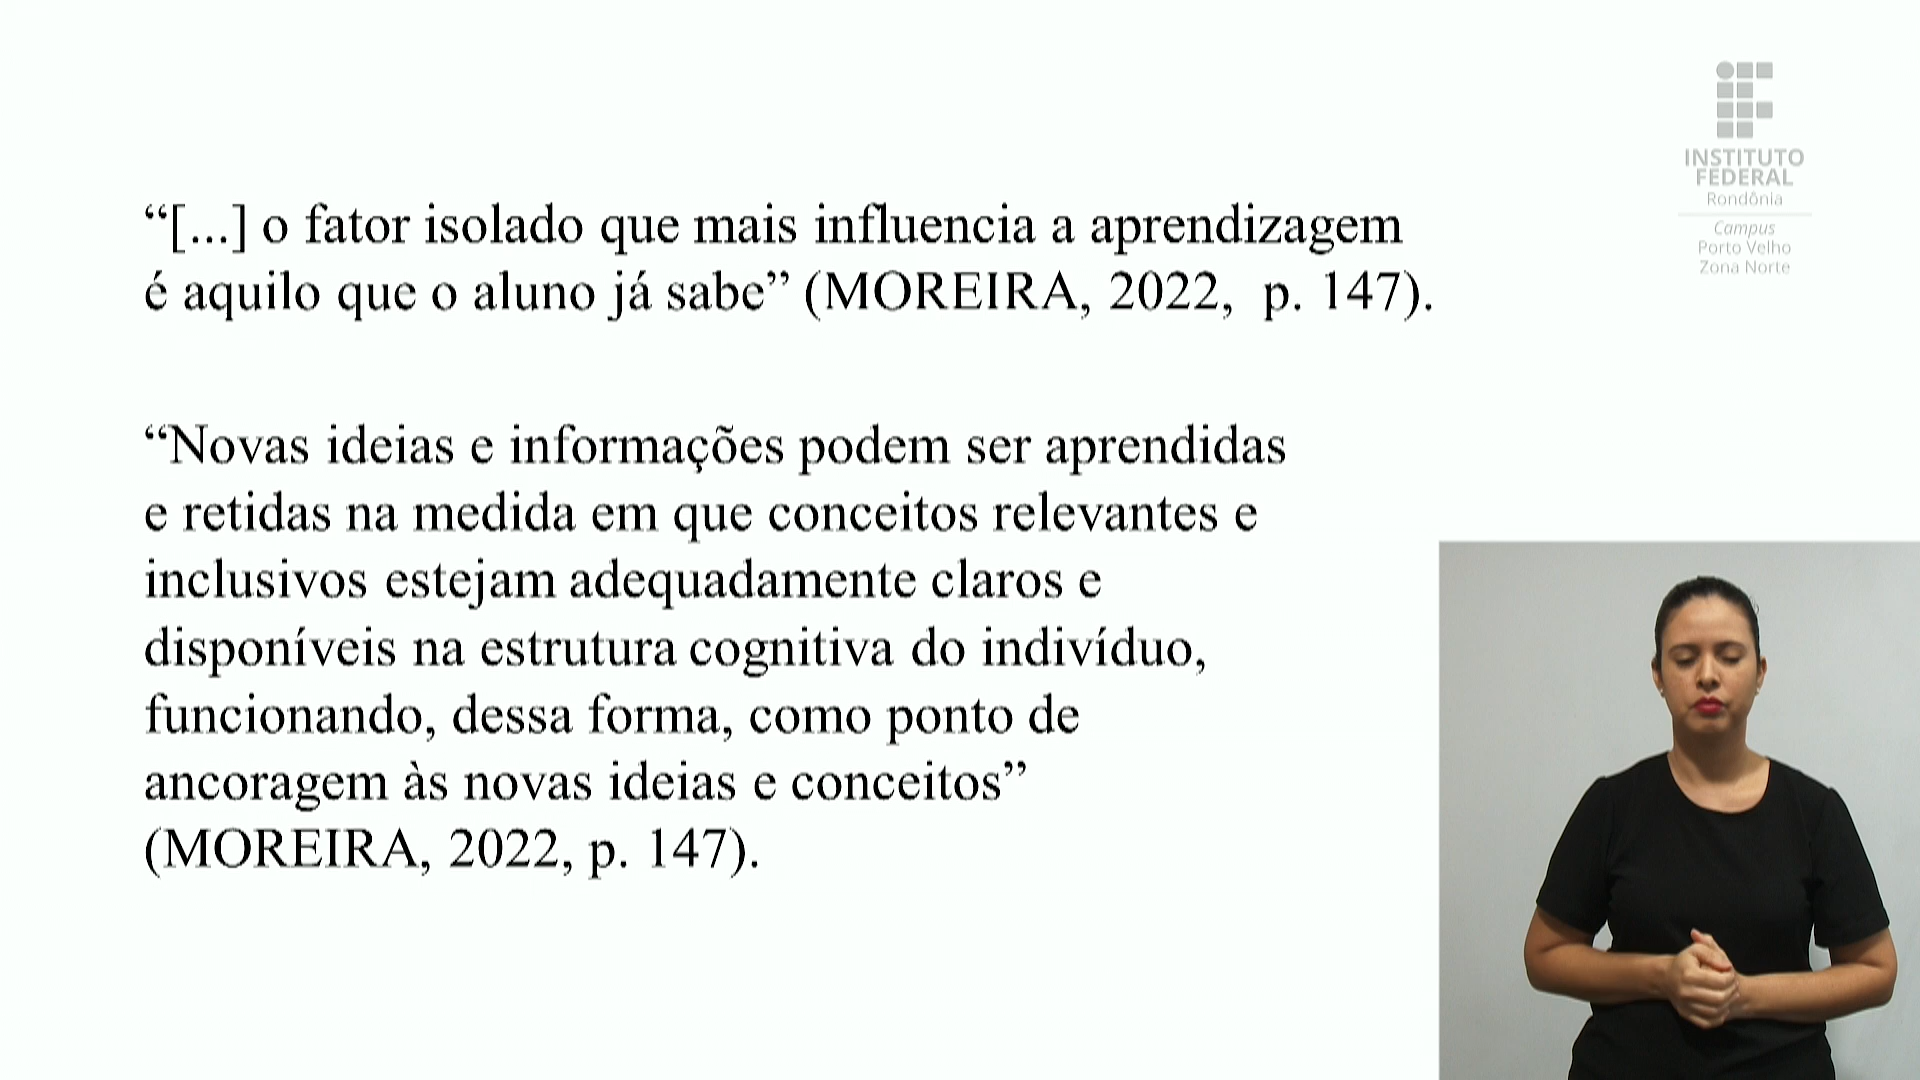 INSTITUTO
FEDERAL
Rondônia
Campus
Porto Velho
Zona Norte
“[...] o fator isolado que mais influencia a aprendizagem
é aquilo que o aluno já sabe” (MOREIRA, 2022, p. 147).
“Novas ideias e informações podem ser aprendidas
e retidas na medida em que conceitos relevantes e
inclusivos estejam adequadamente claros e
disponíveis na estrutura cognitiva do indivíduo,
funcionando, dessa forma, como ponto de
ancoragem às novas ideias e conceitos”
(MOREIRA, 2022, p. 147).